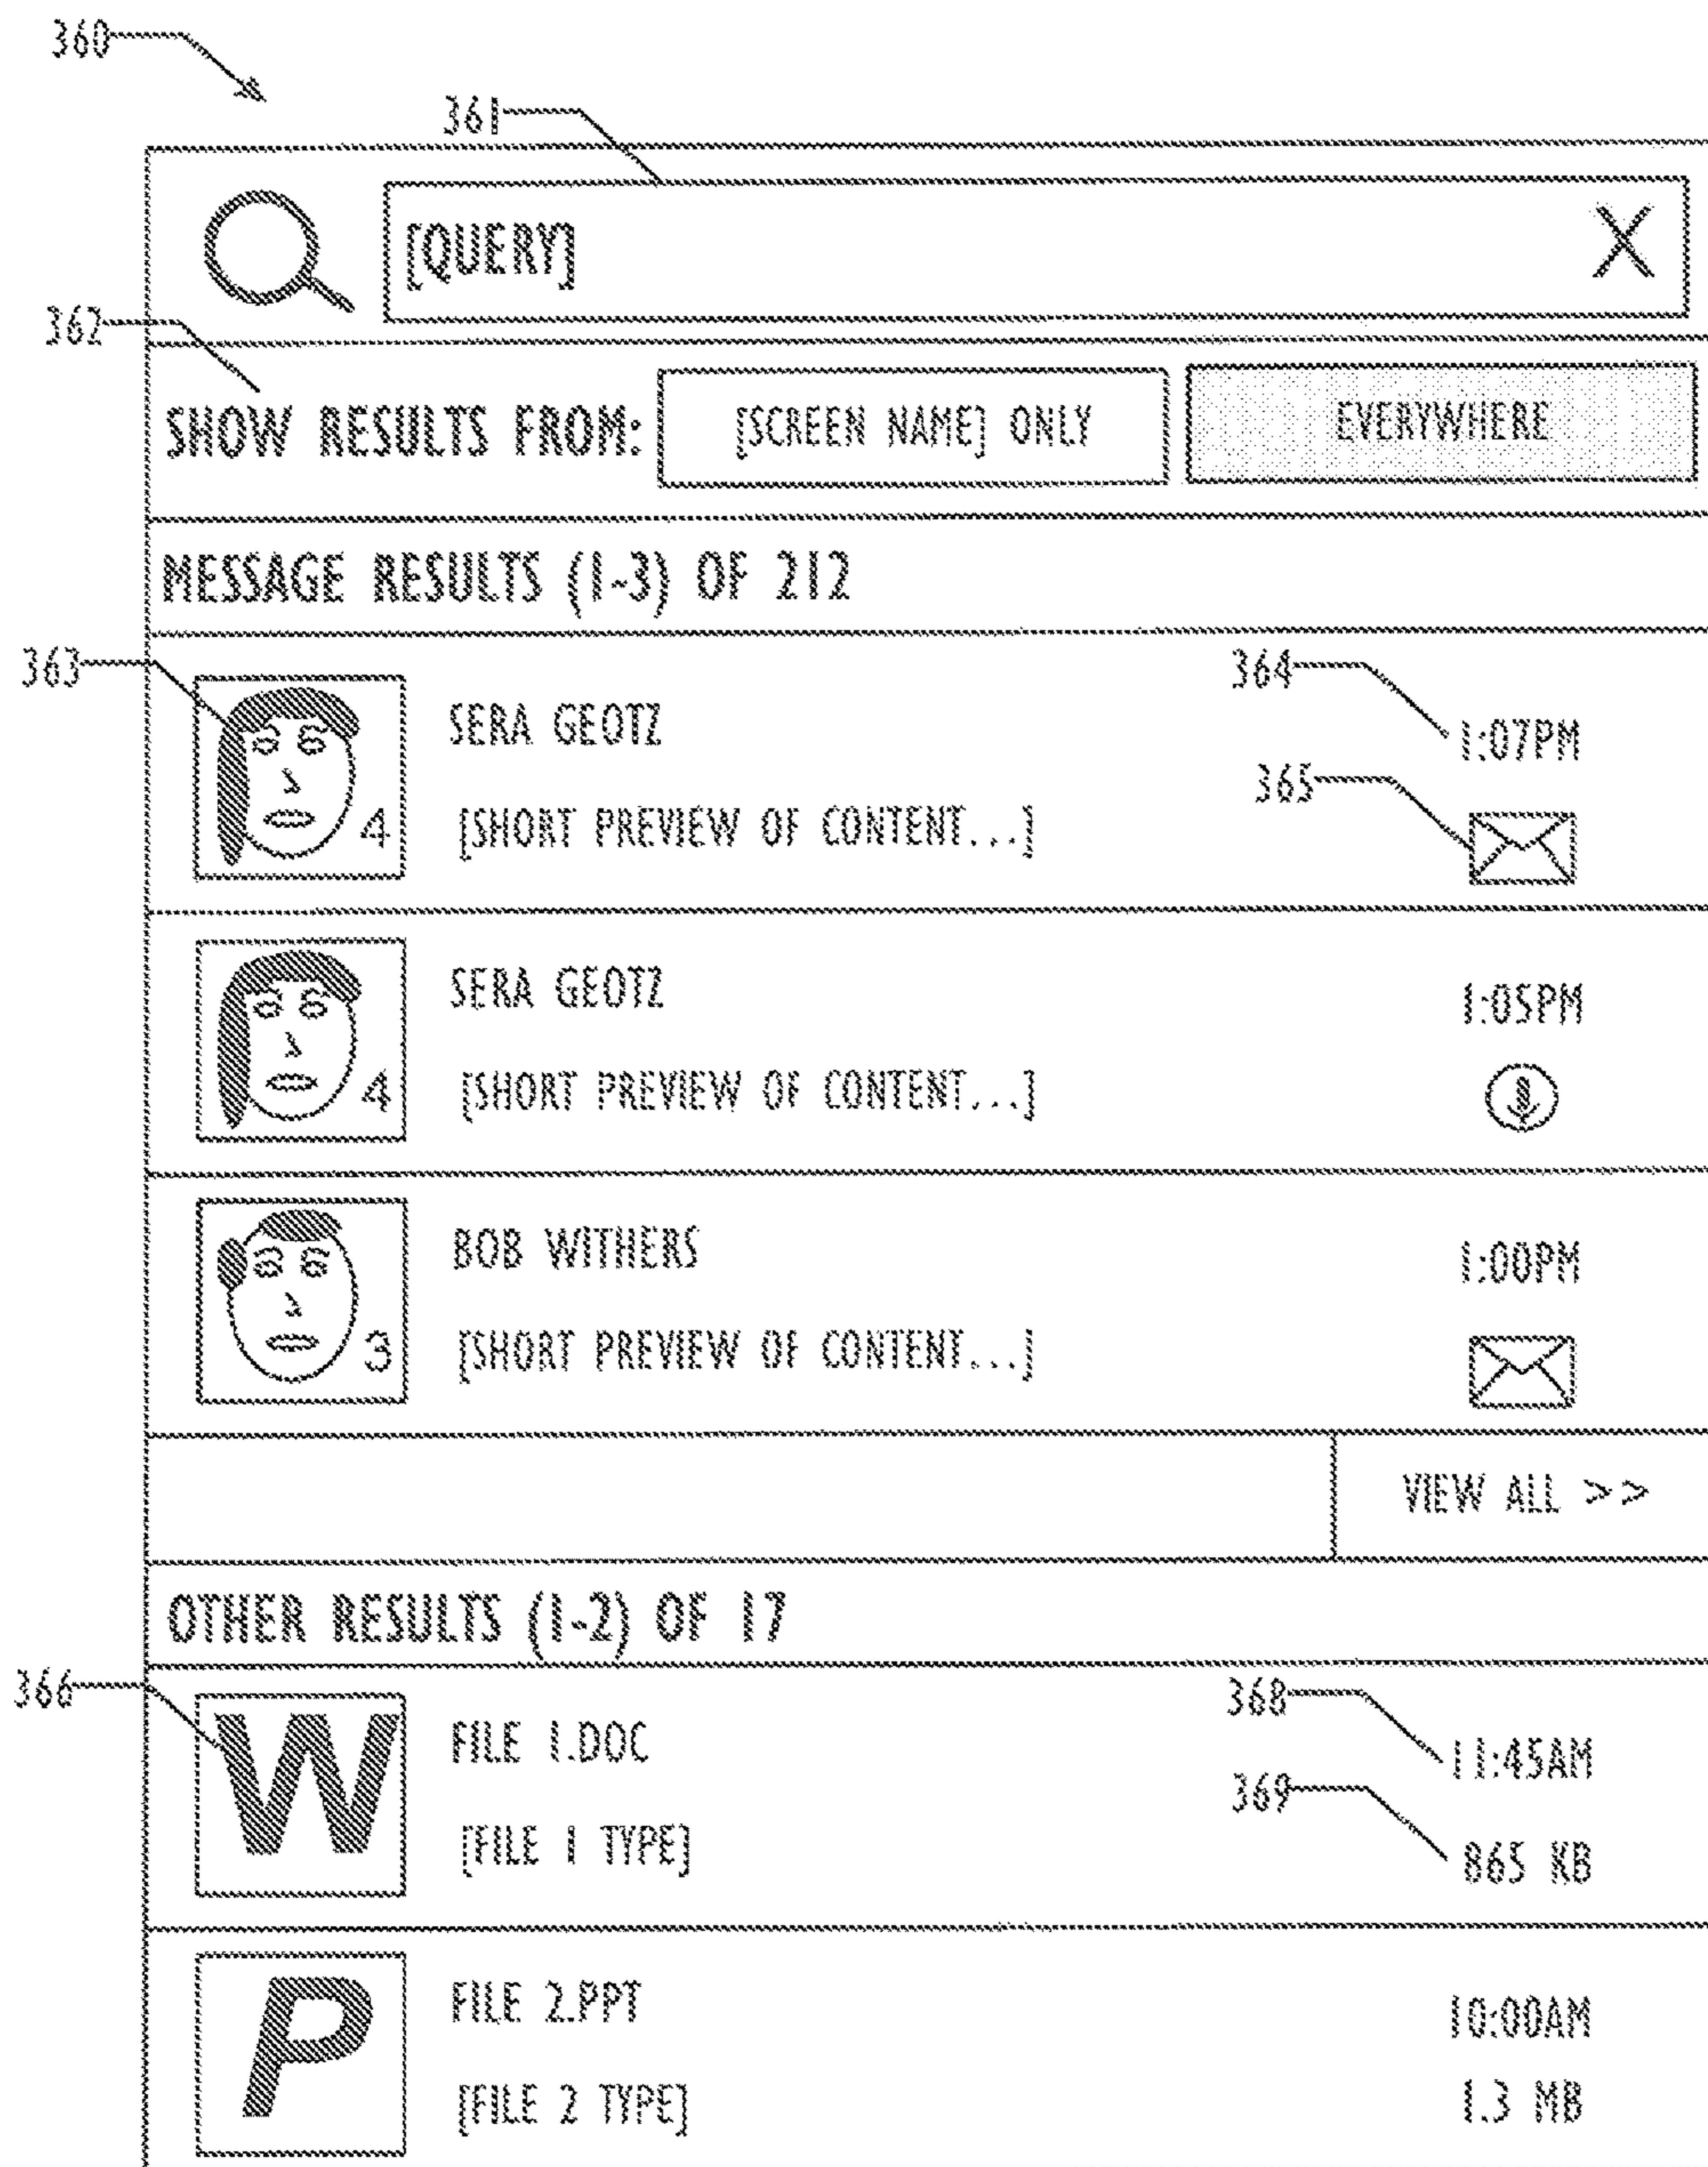 360
361
[QUERY] X
362
SHOW RESULTS FROM: [SCREEN NAME] ONLY EVERYWHERE
MESSAGE RESULTS (1-3) OF 212
363
364
SERA GEOTZ 1:07PM
365
4 [SHORT PREVIEW OF CONTENT...]
SERA GEOTZ 1:05PM
4 [SHORT PREVIEW OF CONTENT...]
BOB WITHERS 1:00PM
3 [SHORT PREVIEW OF CONTENT...]
VIEW ALL >>
OTHER RESULTS (1-2) OF 17
366
368
W FILE 1.DOC 11:45AM
369
[FILE 1 TYPE] 865 KB
P FILE 2.PPT 10:00AM
[FILE 2 TYPE] 1.3 MB